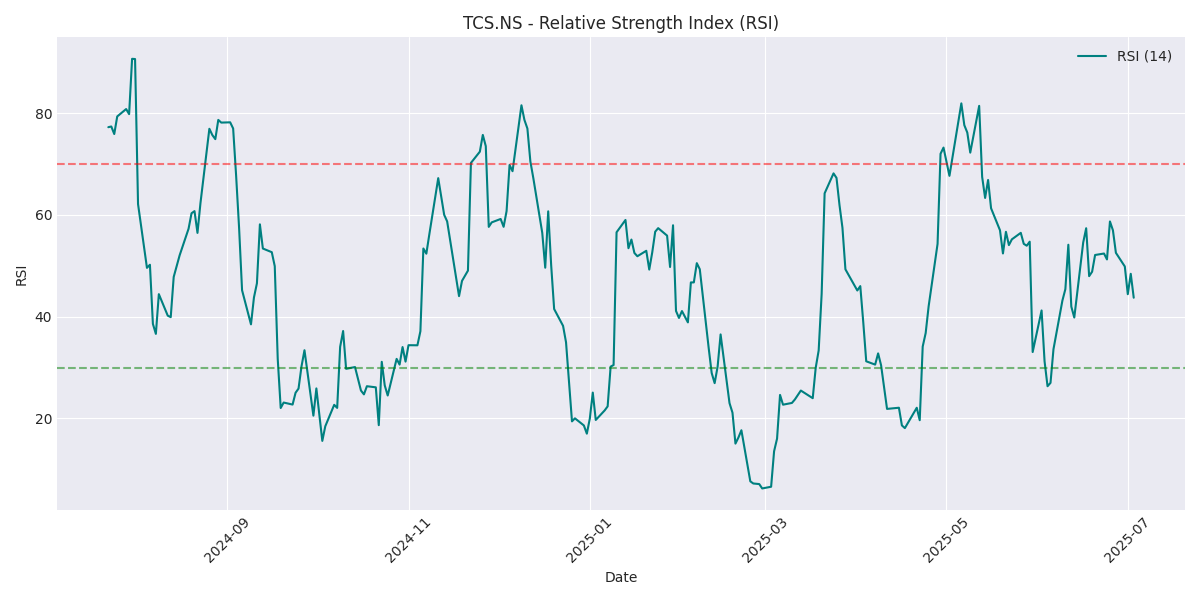 TCS.NS - Relative Strength Index (RSI)
RSI (14)
RSI
80
60
40
20
2024-09
2024-11
2025-01
2025-03
2025-05
2025-07
Date